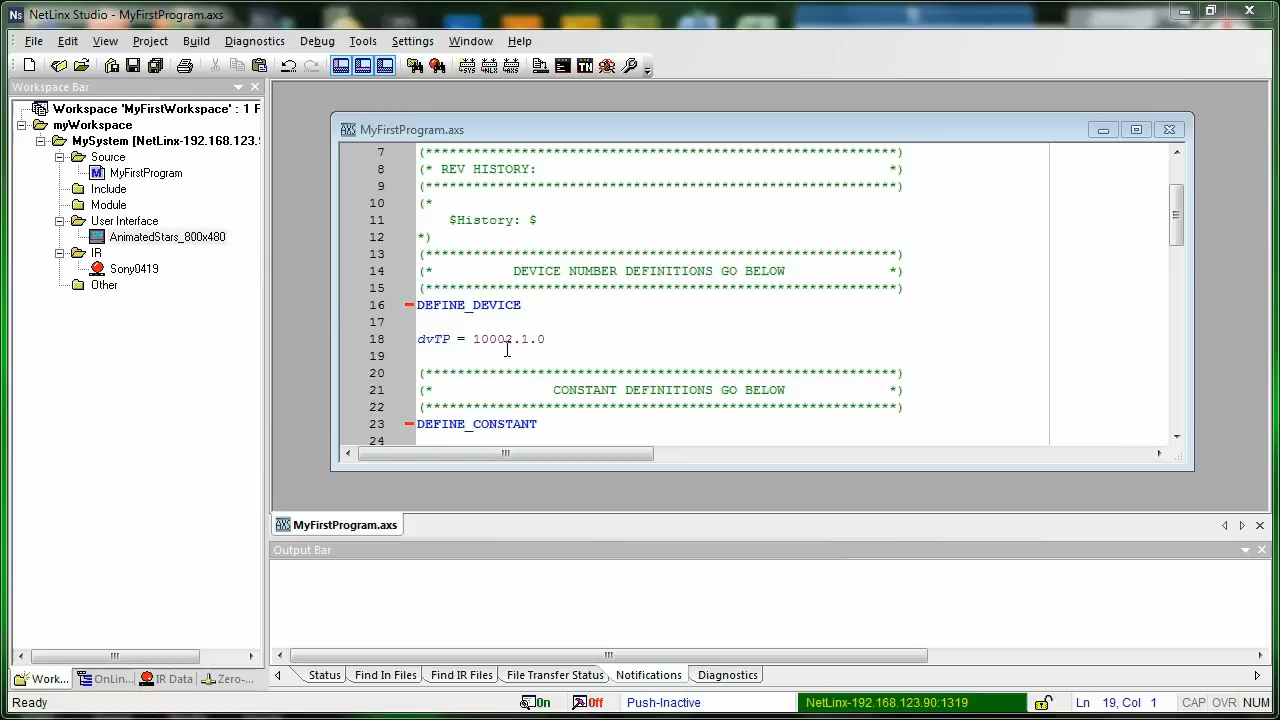 NetLinx Studio - MyFirstProgram.axs
File Edit View Project Build Diagnostics Debug Tools Settings Window Help
Workspace Bar
Workspace 'MyFirstWorkspace' : 1 F
myWorkspace
MySystem [NetLinx-192.168.123.9
Source
MyFirstProgram
Include
Module
User Interface
AnimatedStars_800x480
IR
Sony0419
Other
MyFirstProgram.axs
7 (***********************************************************)
8 (* REV HISTORY: *)
9 (***********************************************************)
10 (*
11 $History: $
12 *)
13 (***********************************************************)
14 (* DEVICE NUMBER DEFINITIONS GO BELOW *)
15 (***********************************************************)
16 DEFINE_DEVICE
17
18 dvTP = 10002.1.0
19
20 (***********************************************************)
21 (* CONSTANT DEFINITIONS GO BELOW *)
22 (***********************************************************)
23 DEFINE_CONSTANT
24
MyFirstProgram.axs
Output Bar
Work... OnLin... IR Data Zero-...
Status Find In Files Find IR Files File Transfer Status Notifications Diagnostics
Ready On Off Push-Inactive NetLinx-192.168.123.90:1319 Ln 19, Col 1 CAP OVR NUM